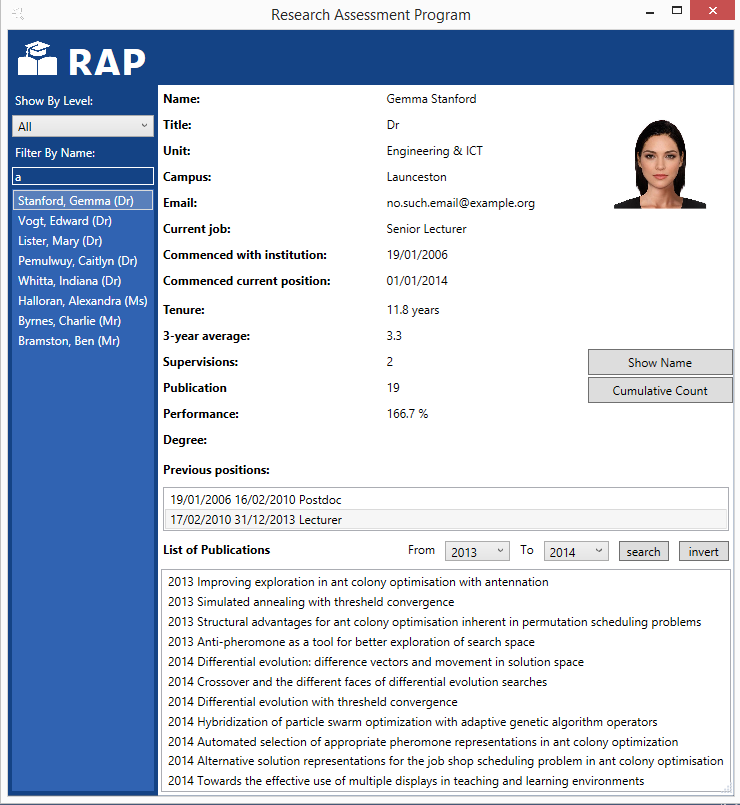 Research Assessment Program
RAP
Show By Level:
All
Filter By Name:
a
Stanford, Gemma (Dr)
Vogt, Edward (Dr)
Lister, Mary (Dr)
Pemulwuy, Caitlyn (Dr)
Whitta, Indiana (Dr)
Halloran, Alexandra (Ms)
Byrnes, Charlie (Mr)
Bramston, Ben (Mr)
Name: Gemma Stanford
Title: Dr
Unit: Engineering & ICT
Campus: Launceston
Email: no.such.email@example.org
Current job: Senior Lecturer
Commenced with institution: 19/01/2006
Commenced current position: 01/01/2014
Tenure: 11.8 years
3-year average: 3.3
Supervisions: 2 Show Name
Publication 19 Cumulative Count
Performance: 166.7 %
Degree:
Previous positions:
19/01/2006 16/02/2010 Postdoc
17/02/2010 31/12/2013 Lecturer
List of Publications From 2013 To 2014 search invert
2013 Improving exploration in ant colony optimisation with antennation
2013 Simulated annealing with thresheld convergence
2013 Structural advantages for ant colony optimisation inherent in permutation scheduling problems
2013 Anti-pheromone as a tool for better exploration of search space
2014 Differential evolution: difference vectors and movement in solution space
2014 Crossover and the different faces of differential evolution searches
2014 Differential evolution with threshold convergence
2014 Hybridization of particle swarm optimization with adaptive genetic algorithm operators
2014 Automated selection of appropriate pheromone representations in ant colony optimization
2014 Alternative solution representations for the job shop scheduling problem in ant colony optimisation
2014 Towards the effective use of multiple displays in teaching and learning environments